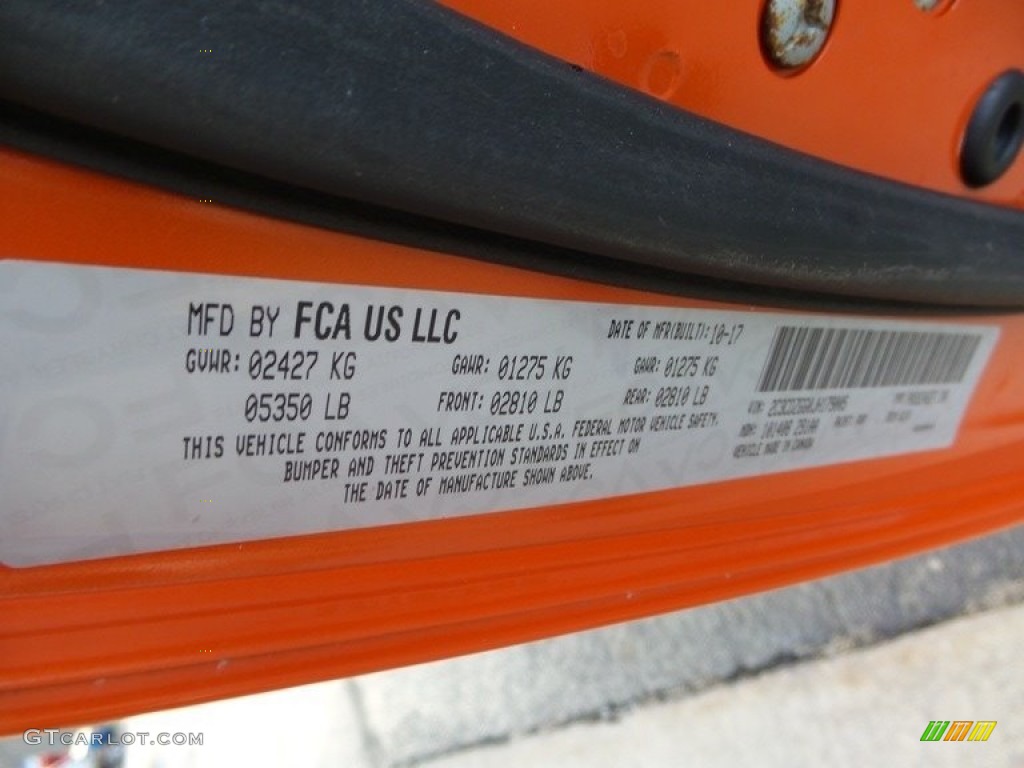 MFD BY FCA US LLC
DATE OF MFR(BUILT): 10-17
GVWR: 02427 KG
GAWR: 01275 KG
GAWR: 01275 KG
05350 LB
FRONT: 02810 LB
REAR: 02810 LB
THIS VEHICLE CONFORMS TO ALL APPLICABLE U.S.A. FEDERAL MOTOR VEHICLE SAFETY,
BUMPER AND THEFT PREVENTION STANDARDS IN EFFECT ON
THE DATE OF MANUFACTURE SHOWN ABOVE.
VIN:
MDH:
VEHICLE MADE IN CANADA
GTCARLOT.COM